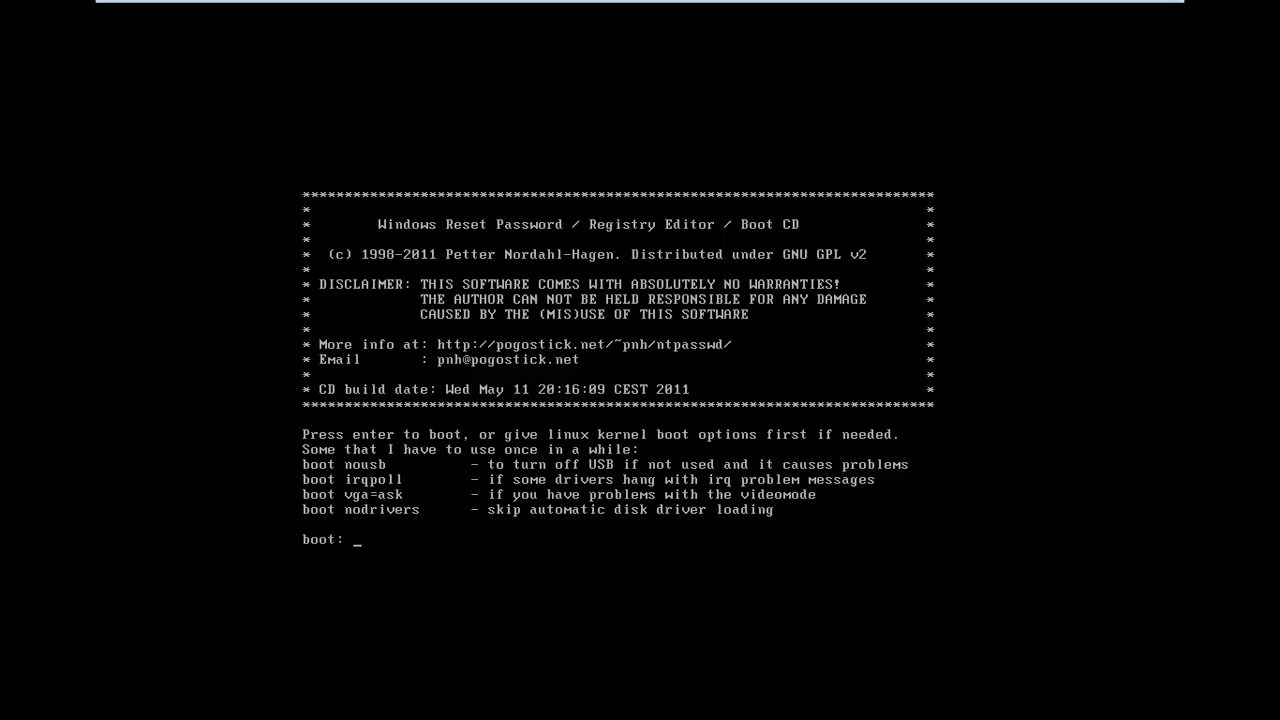 ***************************************************************************
*                                                                         *
*        Windows Reset Password / Registry Editor / Boot CD               *
*                                                                         *
*  (c) 1998-2011 Petter Nordahl-Hagen. Distributed under GNU GPL v2       *
*                                                                         *
* DISCLAIMER: THIS SOFTWARE COMES WITH ABSOLUTELY NO WARRANTIES!          *
*             THE AUTHOR CAN NOT BE HELD RESPONSIBLE FOR ANY DAMAGE       *
*             CAUSED BY THE (MIS)USE OF THIS SOFTWARE                     *
*                                                                         *
* More info at: http://pogostick.net/~pnh/ntpasswd/                       *
* Email       : pnh@pogostick.net                                         *
*                                                                         *
* CD build date: Wed May 11 20:16:09 CEST 2011                            *
***************************************************************************
Press enter to boot, or give linux kernel boot options first if needed.
Some that I have to use once in a while:
boot nousb          - to turn off USB if not used and it causes problems
boot irqpoll        - if some drivers hang with irq problem messages
boot vga=ask        - if you have problems with the videomode
boot nodrivers      - skip automatic disk driver loading
boot: _